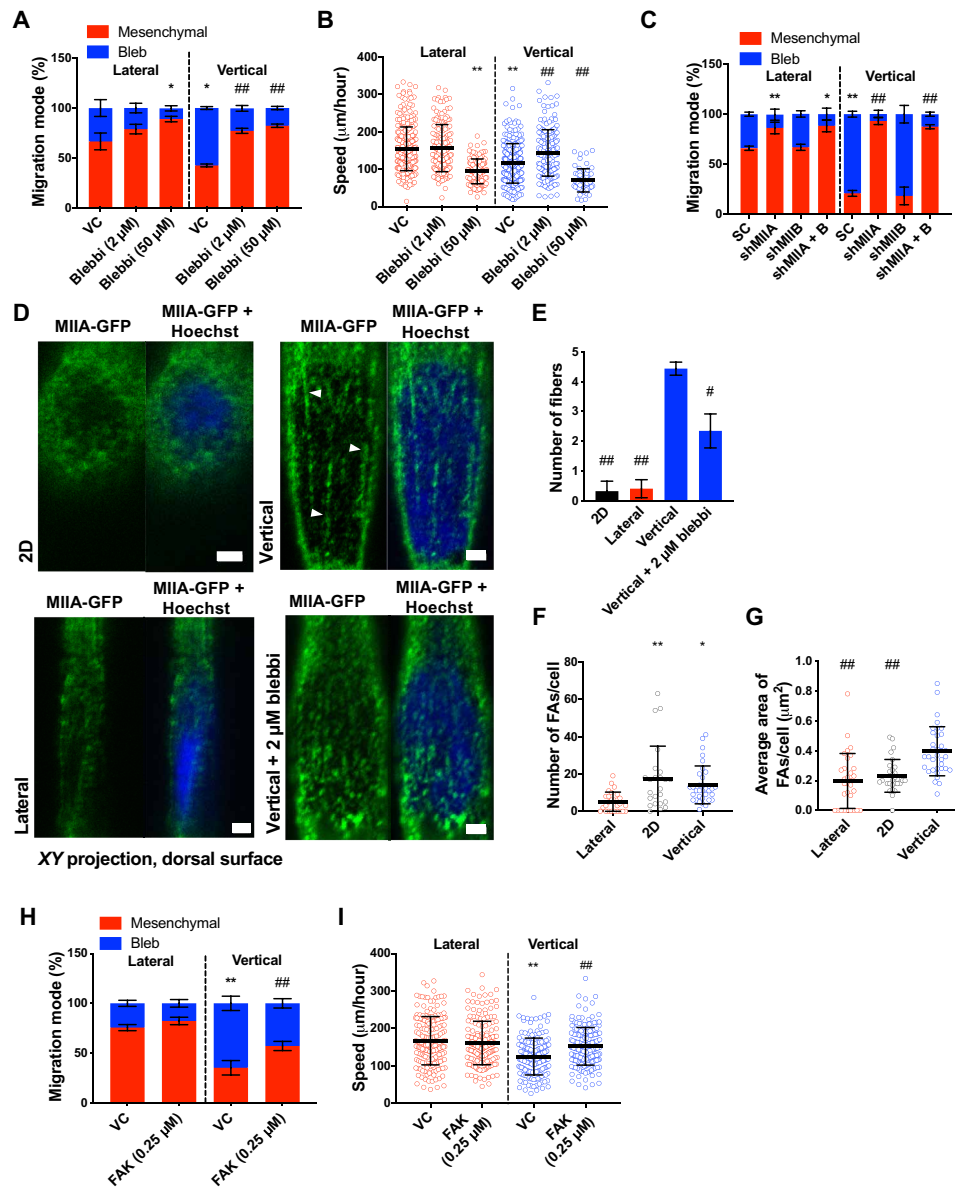 A
Mesenchymal
Bleb
Lateral
Vertical
*
*
##
##
Migration mode (%)
150
100
50
0
VC
Blebbi (2 µM)
Blebbi (50 µM)
VC
Blebbi (2 µM)
Blebbi (50 µM)
B
Lateral
Vertical
**
**
##
##
Speed (µm/hour)
400
300
200
100
0
VC
Blebbi (2 µM)
Blebbi (50 µM)
VC
Blebbi (2 µM)
Blebbi (50 µM)
C
Mesenchymal
Bleb
Lateral
Vertical
**
*
**
##
##
Migration mode (%)
150
100
50
0
SC
shMIIA
shMIIB
shMIIA + B
SC
shMIIA
shMIIB
shMIIA + B
D
MIIA-GFP
MIIA-GFP +
Hoechst
2D
MIIA-GFP
MIIA-GFP +
Hoechst
Vertical
MIIA-GFP
MIIA-GFP +
Hoechst
Lateral
MIIA-GFP
MIIA-GFP +
Hoechst
Vertical + 2 µM blebbi
XY projection, dorsal surface
E
Number of fibers
5
4
3
2
1
0
##
##
#
2D
Lateral
Vertical
Vertical + 2 µM blebbi
F
Number of FAs/cell
80
60
40
20
0
**
*
Lateral
2D
Vertical
G
Average area of
FAs/cell (µm²)
1.0
0.8
0.6
0.4
0.2
0.0
##
##
Lateral
2D
Vertical
H
Mesenchymal
Bleb
Lateral
Vertical
**
##
Migration mode (%)
150
100
50
0
VC
FAK (0.25 µM)
VC
FAK (0.25 µM)
I
Lateral
Vertical
**
##
Speed (µm/hour)
400
300
200
100
0
VC
FAK
(0.25 µM)
VC
FAK
(0.25 µM)